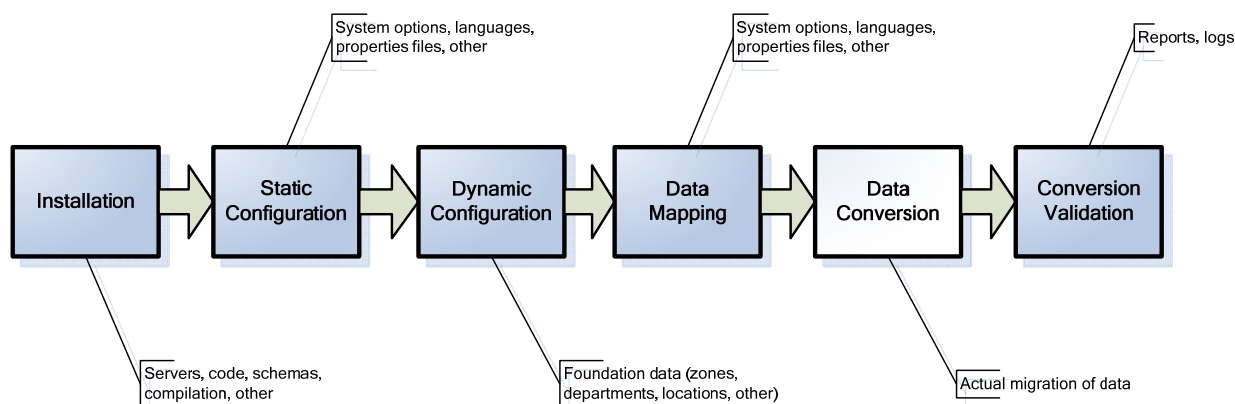 System options, languages,
properties files, other
System options, languages,
properties files, other
Reports, logs
Installation
Static
Configuration
Dynamic
Configuration
Data
Mapping
Data
Conversion
Conversion
Validation
Servers, code, schemas,
compilation, other
Foundation data (zones,
departments, locations, other)
Actual migration of data